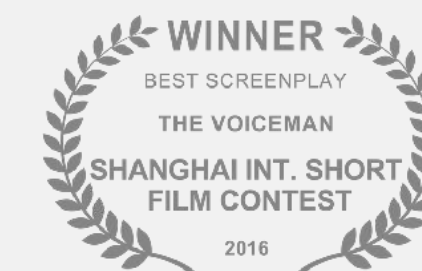 WINNER
BEST SCREENPLAY
THE VOICEMAN
SHANGHAI INT. SHORT
FILM CONTEST
2016